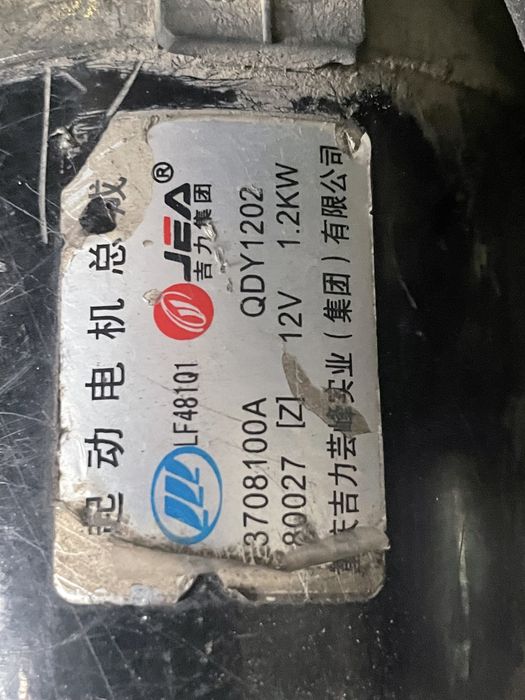 起动电机总成
LF481Q1 JEA®
吉力集团
3708100A QDY1202
80027 [Z] 12V 1.2KW
吉力芸峰实业（集团）有限公司